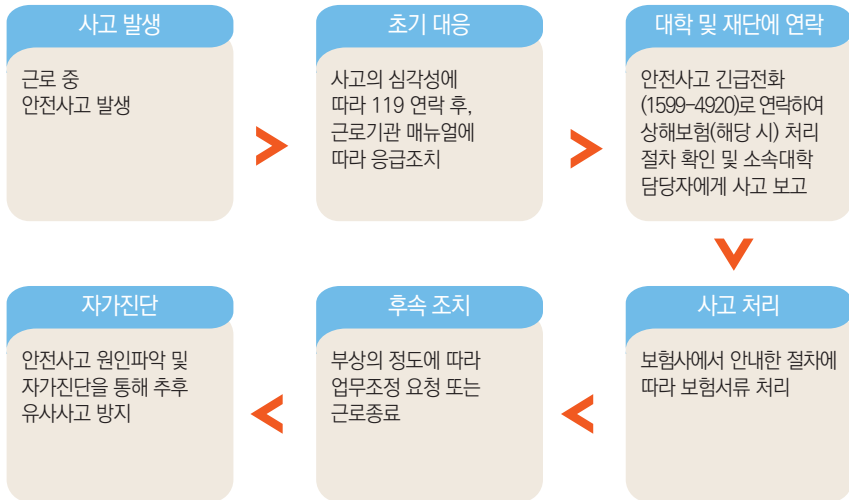 사고 발생
근로 중
안전사고 발생
초기 대응
사고의 심각성에
따라 119 연락 후,
근로기관 매뉴얼에
따라 응급조치
대학 및 재단에 연락
안전사고 긴급전화
(1599-4920)로 연락하여
상해보험(해당 시) 처리
절차 확인 및 소속대학
담당자에게 사고 보고
사고 처리
보험사에서 안내한 절차에
따라 보험서류 처리
후속 조치
부상의 정도에 따라
업무조정 요청 또는
근로종료
자가진단
안전사고 원인파악 및
자가진단을 통해 추후
유사사고 방지